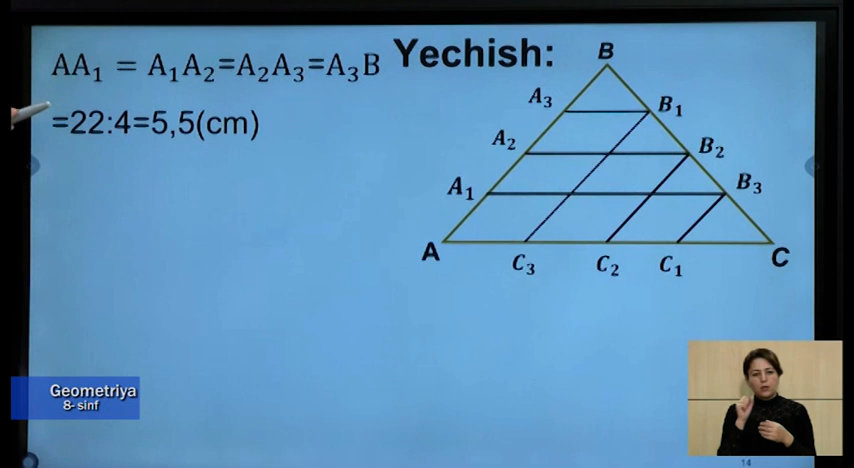 AA₁ = A₁A₂=A₂A₃=A₃B
=22:4=5,5(cm)
Yechish:
B
A₃
B₁
A₂
B₂
A₁
B₃
A
C₃
C₂
C₁
C
Geometriya
8- sinf
14